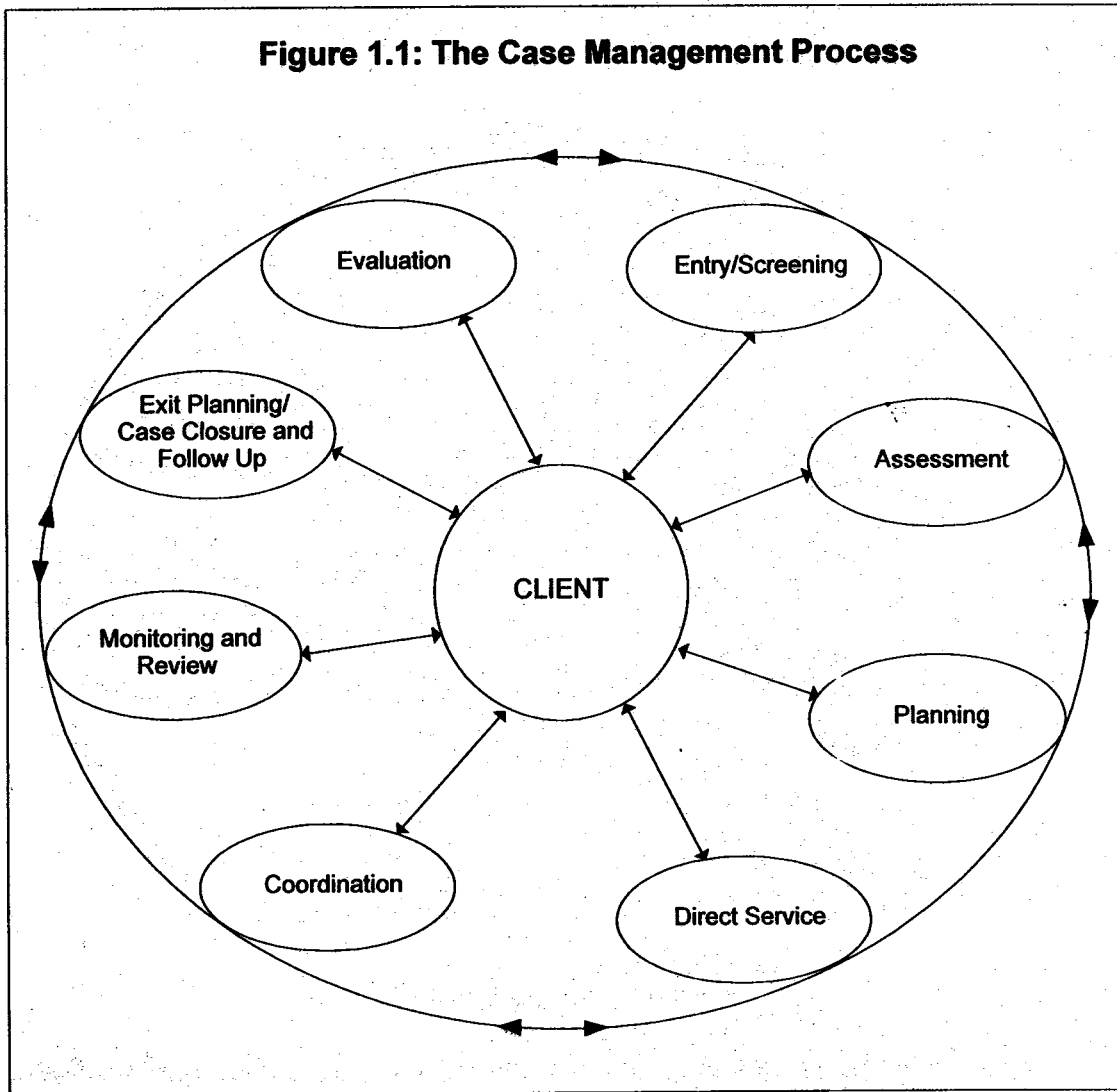 Figure 1.1: The Case Management Process
Evaluation
Entry/Screening
Exit Planning/
Case Closure and
Follow Up
Assessment
CLIENT
Monitoring and
Review
Planning
Coordination
Direct Service